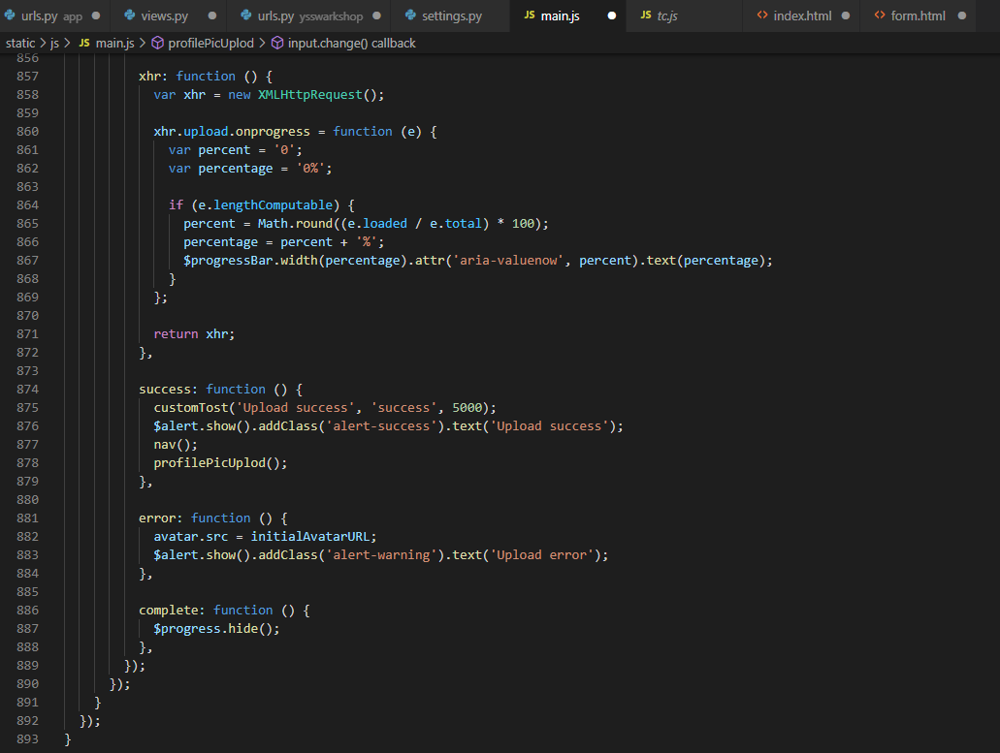 urls.py app views.py urls.py ysswarkshop settings.py JS main.js JS tc.js <> index.html <> form.html
static > js > JS main.js > profilePicUplod > input.change() callback
856
857 xhr: function () {
858 var xhr = new XMLHttpRequest();
859
860 xhr.upload.onprogress = function (e) {
861 var percent = '0';
862 var percentage = '0%';
863
864 if (e.lengthComputable) {
865 percent = Math.round((e.loaded / e.total) * 100);
866 percentage = percent + '%';
867 $progressBar.width(percentage).attr('aria-valuenow', percent).text(percentage);
868 }
869 };
870
871 return xhr;
872 },
873
874 success: function () {
875 customTost('Upload success', 'success', 5000);
876 $alert.show().addClass('alert-success').text('Upload success');
877 nav();
878 profilePicUplod();
879 },
880
881 error: function () {
882 avatar.src = initialAvatarURL;
883 $alert.show().addClass('alert-warning').text('Upload error');
884 },
885
886 complete: function () {
887 $progress.hide();
888 },
889 });
890 });
891 }
892 });
893 }